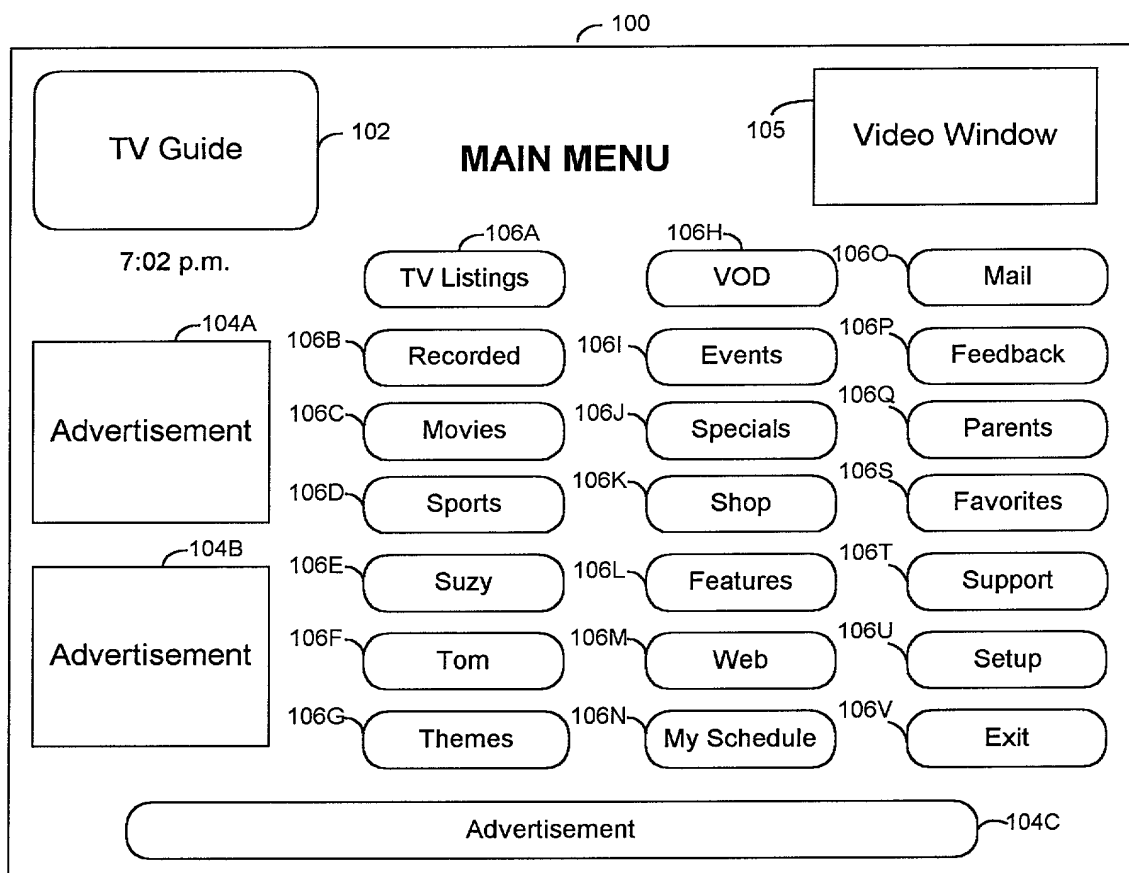 100
TV Guide
102
MAIN MENU
105
Video Window
7:02 p.m.
106A
TV Listings
106H
VOD
106O
Mail
104A
Advertisement
106B
Recorded
106I
Events
106P
Feedback
106C
Movies
106J
Specials
106Q
Parents
106D
Sports
106K
Shop
106S
Favorites
104B
Advertisement
106E
Suzy
106L
Features
106T
Support
106F
Tom
106M
Web
106U
Setup
106G
Themes
106N
My Schedule
106V
Exit
Advertisement
104C